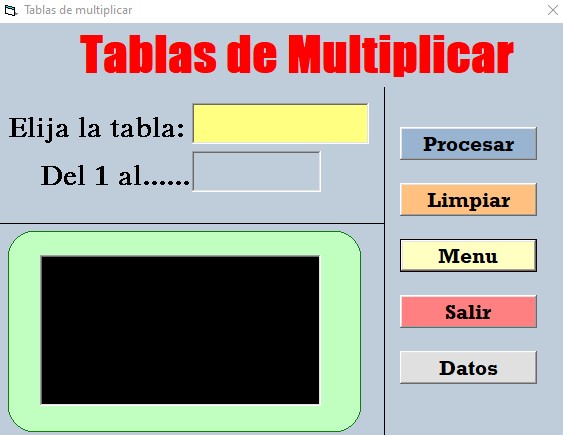 Tablas de multiplicar
Tablas de Multiplicar
Elija la tabla:
Del 1 al......
Procesar
Limpiar
Menu
Salir
Datos